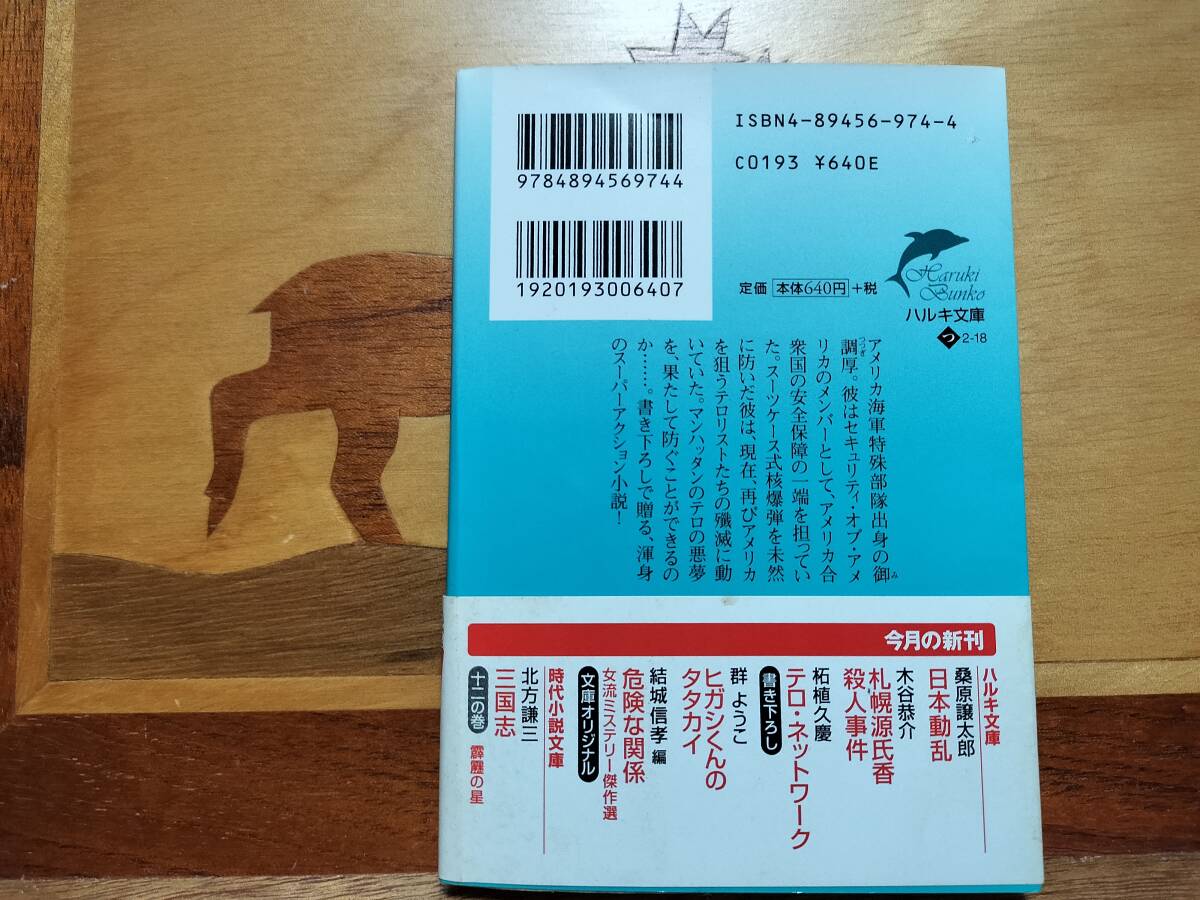 ISBN4-89456-974-4
C0193 ¥640E
9784894569744
1920193006407
定価 本体640円 +税
Haruki
Bunko
ハルキ文庫
つ 2-18
アメリカ海軍特殊部隊出身の御み
調つぎ厚。彼はセキュリティ・オブ・アメ
リカのメンバーとして、アメリカ合
衆国の安全保障の一端を担ってい
た。スーツケース式核爆弾を未然
に防いだ彼は、現在、再びアメリカ
を狙うテロリストたちの殲滅に動
いていた。マンハッタンのテロの悪夢
を、果たして防ぐことができるの
か……。書き下ろしで贈る、渾身
のスーパーアクション小説!
今月の新刊
ハルキ文庫
桑原譲太郎
日本動乱
木谷恭介
札幌源氏香
殺人事件
柘植久慶
テロ・ネットワーク
書き下ろし
群 ようこ
ヒガシくんの
タタカイ
結城信孝 編
危険な関係
女流ミステリー傑作選
文庫オリジナル
時代小説文庫
北方謙三
三国志
十二の巻 霹靂の星